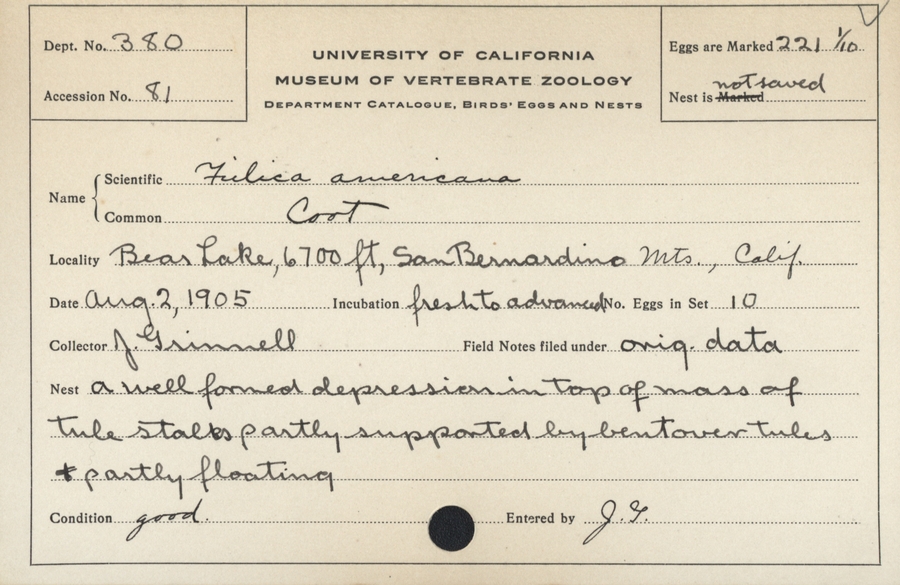 Dept. No. 380
Accession No. 81
UNIVERSITY OF CALIFORNIA
MUSEUM OF VERTEBRATE ZOOLOGY
DEPARTMENT CATALOGUE, BIRDS' EGGS AND NESTS
Eggs are Marked 221 1/10
not saved
Nest is Marked
Name
Scientific Fulica americana
Common Coot
Locality Bear Lake, 6700 ft, San Bernardino Mts., Calif.
Date Aug. 2, 1905 Incubation fresh to advanced No. Eggs in Set 10
Collector J. Grinnell Field Notes filed under orig. data
Nest a well formed depression in top of mass of
tule stalks partly supported by bent over tules
+ partly floating
Condition good. Entered by J. G.